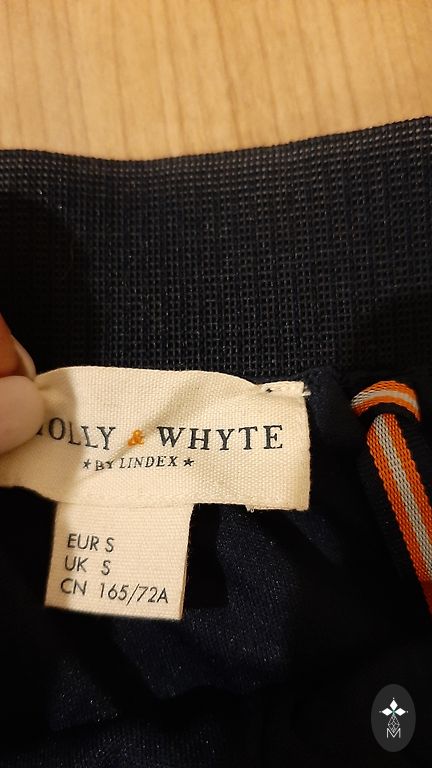 OLLY & WHYTE
★BY LINDEX★
EUR S
UK S
CN 165/72A
M